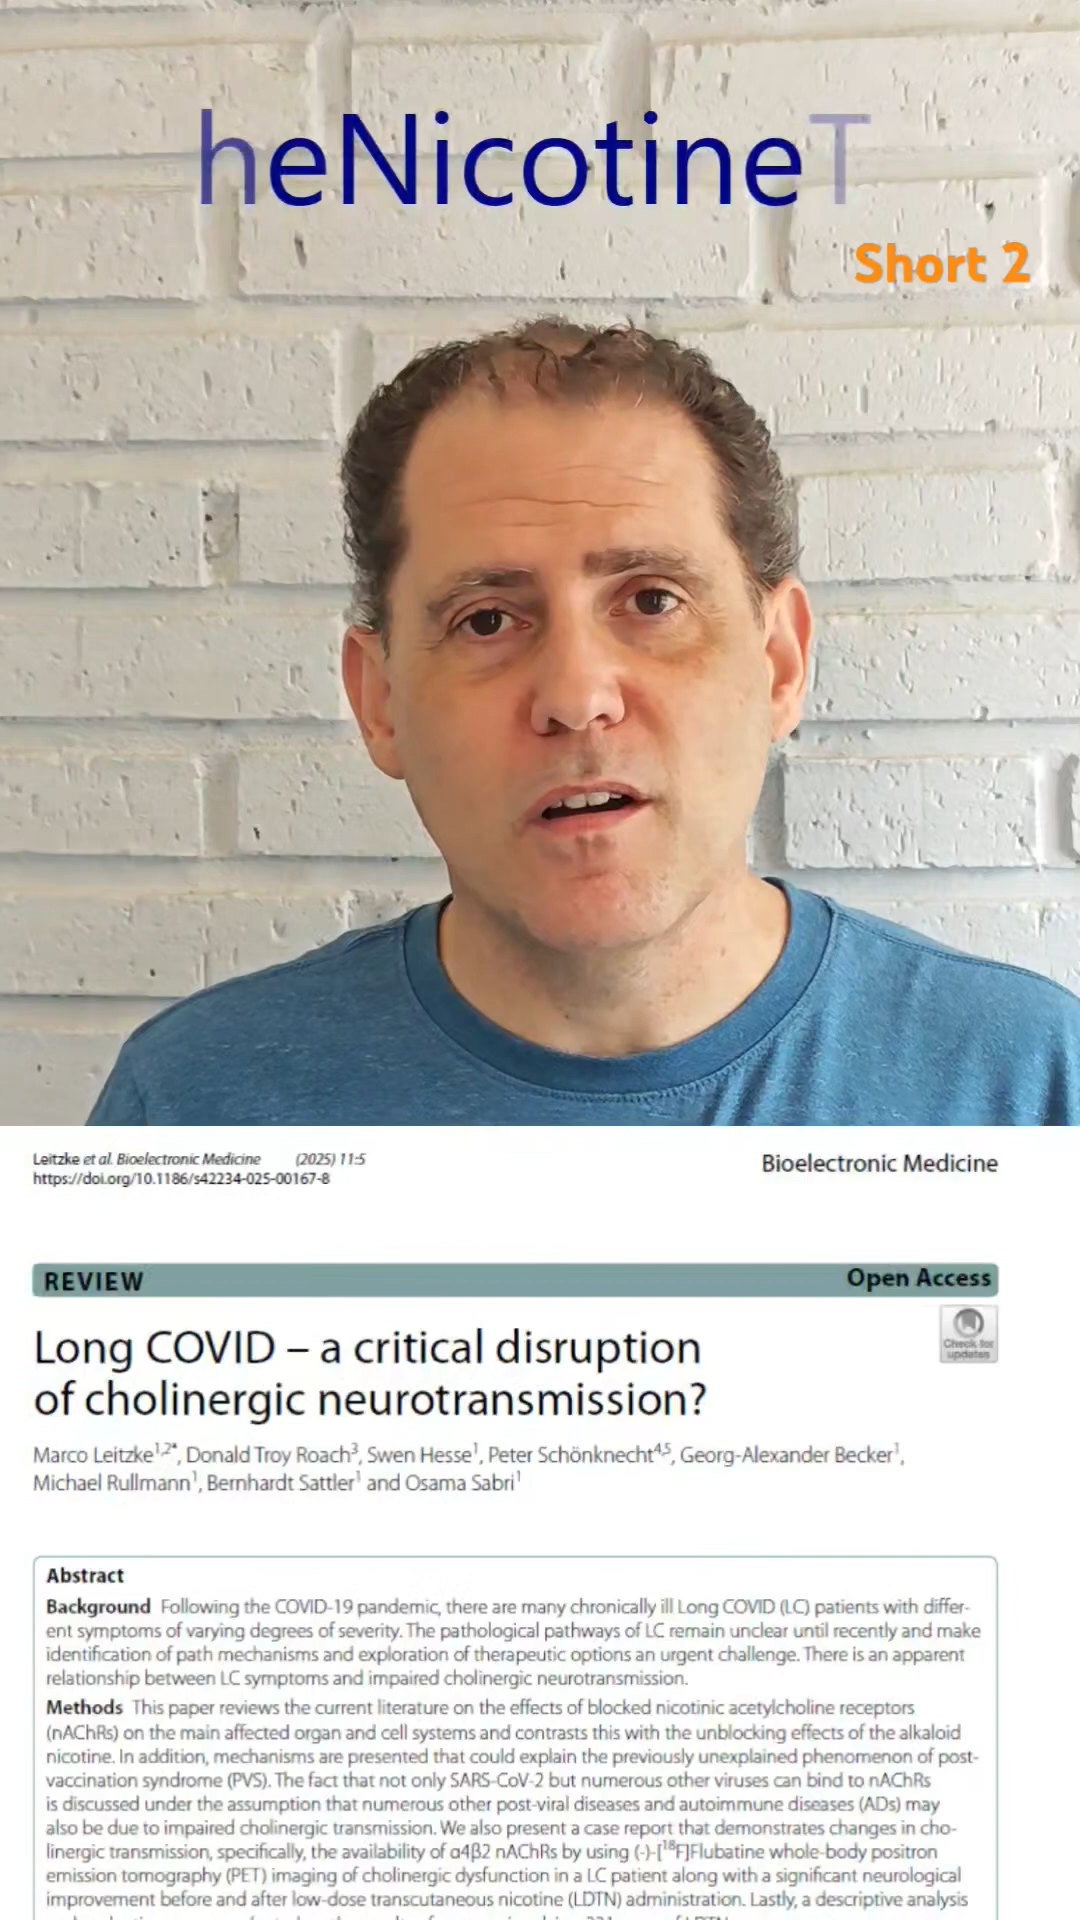 heNicotineT
Short 2
Leitzke et al. Bioelectronic Medicine (2025) 11:5
https://doi.org/10.1186/s42234-025-00167-8
Bioelectronic Medicine
REVIEW
Open Access
Check for
updates
Long COVID – a critical disruption
of cholinergic neurotransmission?
Marco Leitzke1,2*, Donald Troy Roach3, Swen Hesse1, Peter Schönknecht4,5, Georg-Alexander Becker1,
Michael Rullmann1, Bernhardt Sattler1 and Osama Sabri1
Abstract
Background Following the COVID-19 pandemic, there are many chronically ill Long COVID (LC) patients with differ-
ent symptoms of varying degrees of severity. The pathological pathways of LC remain unclear until recently and make
identification of path mechanisms and exploration of therapeutic options an urgent challenge. There is an apparent
relationship between LC symptoms and impaired cholinergic neurotransmission.
Methods This paper reviews the current literature on the effects of blocked nicotinic acetylcholine receptors
(nAChRs) on the main affected organ and cell systems and contrasts this with the unblocking effects of the alkaloid
nicotine. In addition, mechanisms are presented that could explain the previously unexplained phenomenon of post-
vaccination syndrome (PVS). The fact that not only SARS-CoV-2 but numerous other viruses can bind to nAChRs
is discussed under the assumption that numerous other post-viral diseases and autoimmune diseases (ADs) may
also be due to impaired cholinergic transmission. We also present a case report that demonstrates changes in cho-
linergic transmission, specifically, the availability of α4β2 nAChRs by using (-)-[18F]Flubatine whole-body positron
emission tomography (PET) imaging of cholinergic dysfunction in a LC patient along with a significant neurological
improvement before and after low-dose transcutaneous nicotine (LDTN) administration. Lastly, a descriptive analysis